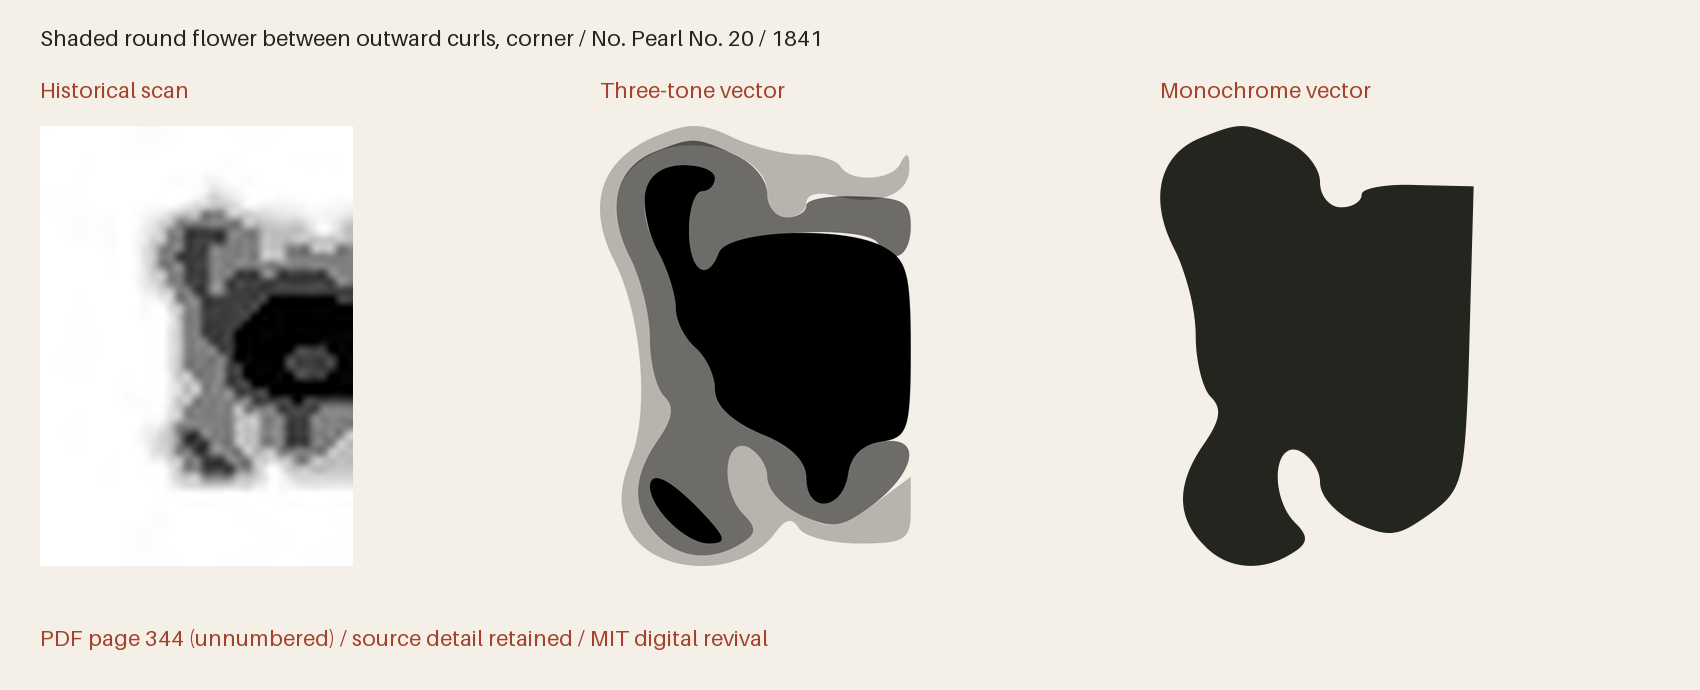 Shaded round flower between outward curls, corner / No. Pearl No. 20 / 1841
Historical scan
Three-tone vector
Monochrome vector
PDF page 344 (unnumbered) / source detail retained / MIT digital revival